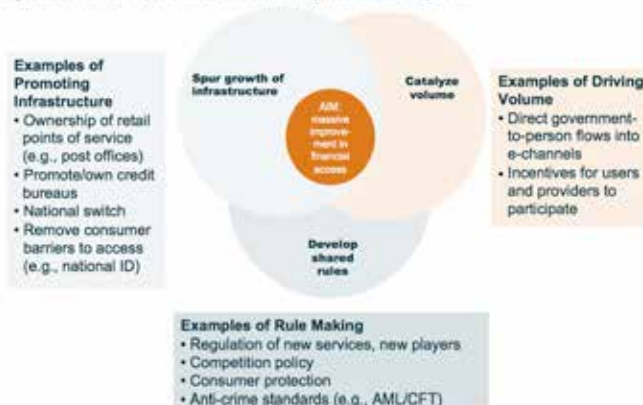 Examples of
Promoting
Infrastructure
• Ownership of retail
points of service
(e.g., post offices)
• Promote/own credit
bureaus
• National switch
• Remove consumer
barriers to access
(e.g., national ID)
Spur growth of
infrastructure
AIM:
massive
improve-
ment in
financial
access
Catalyze
volume
Examples of Driving
Volume
• Direct government-
to-person flows into
e-channels
• Incentives for users
and providers to
participate
Develop
shared
rules
Examples of Rule Making
• Regulation of new services, new players
• Competition policy
• Consumer protection
• Anti-crime standards (e.g., AML/CFT)